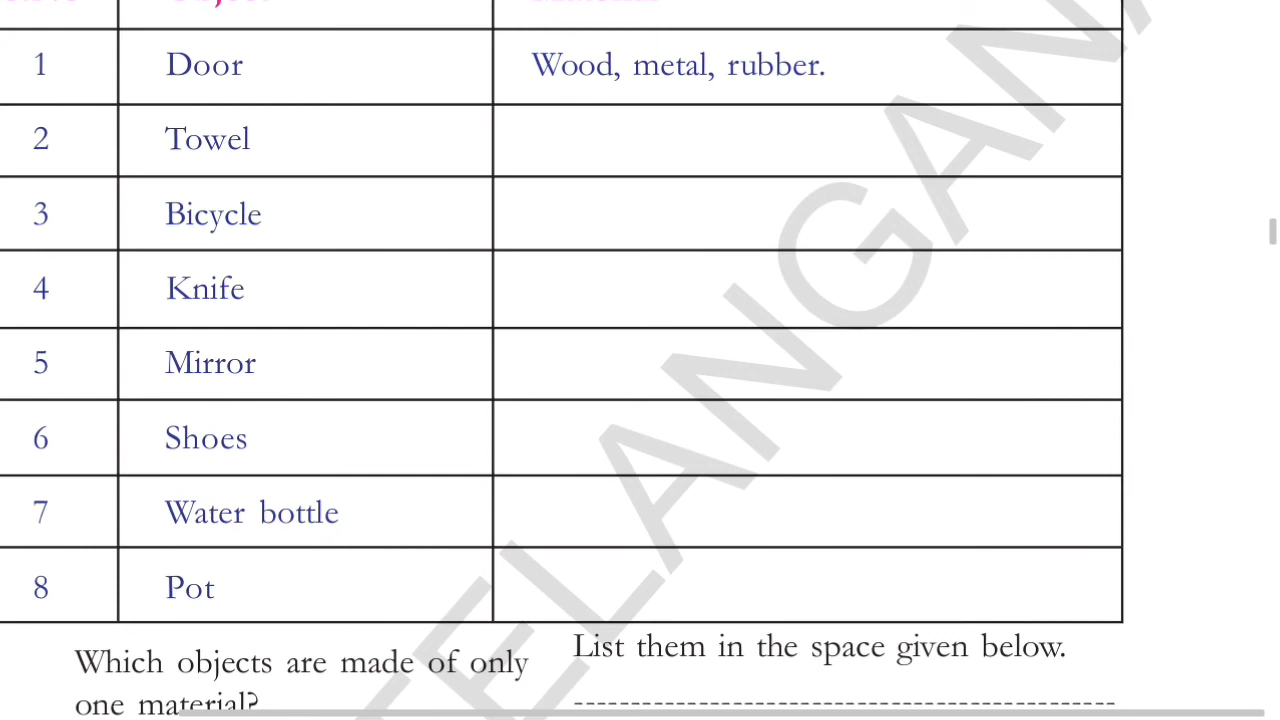 1 Door Wood, metal, rubber.
2 Towel
3 Bicycle
4 Knife
5 Mirror
6 Shoes
7 Water bottle
8 Pot
Which objects are made of only
one material?
List them in the space given below.
TELANGANA